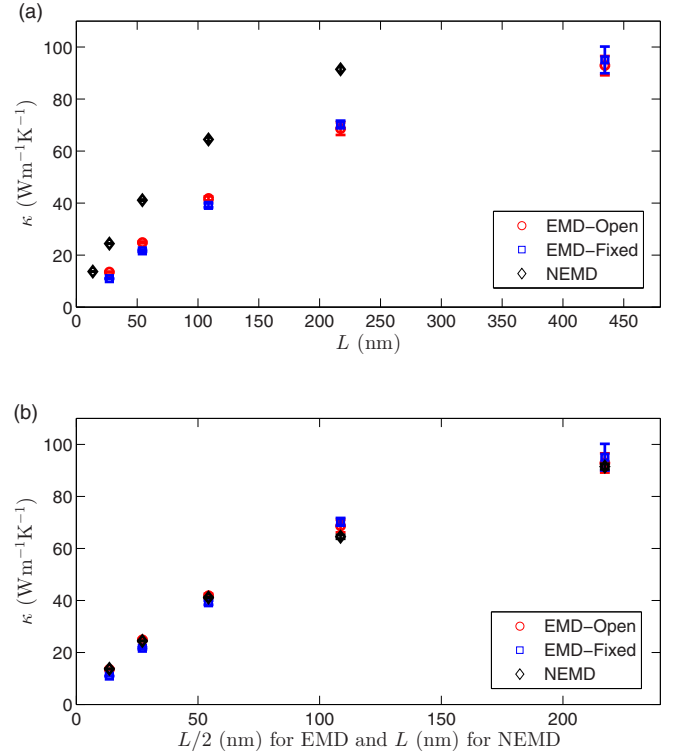 (a)
100
80
60
40
20
0
κ (Wm⁻¹K⁻¹)
EMD−Open
EMD−Fixed
NEMD
0 50 100 150 200 250 300 350 400 450
L (nm)
(b)
100
80
60
40
20
0
κ (Wm⁻¹K⁻¹)
EMD−Open
EMD−Fixed
NEMD
0 50 100 150 200
L/2 (nm) for EMD and L (nm) for NEMD